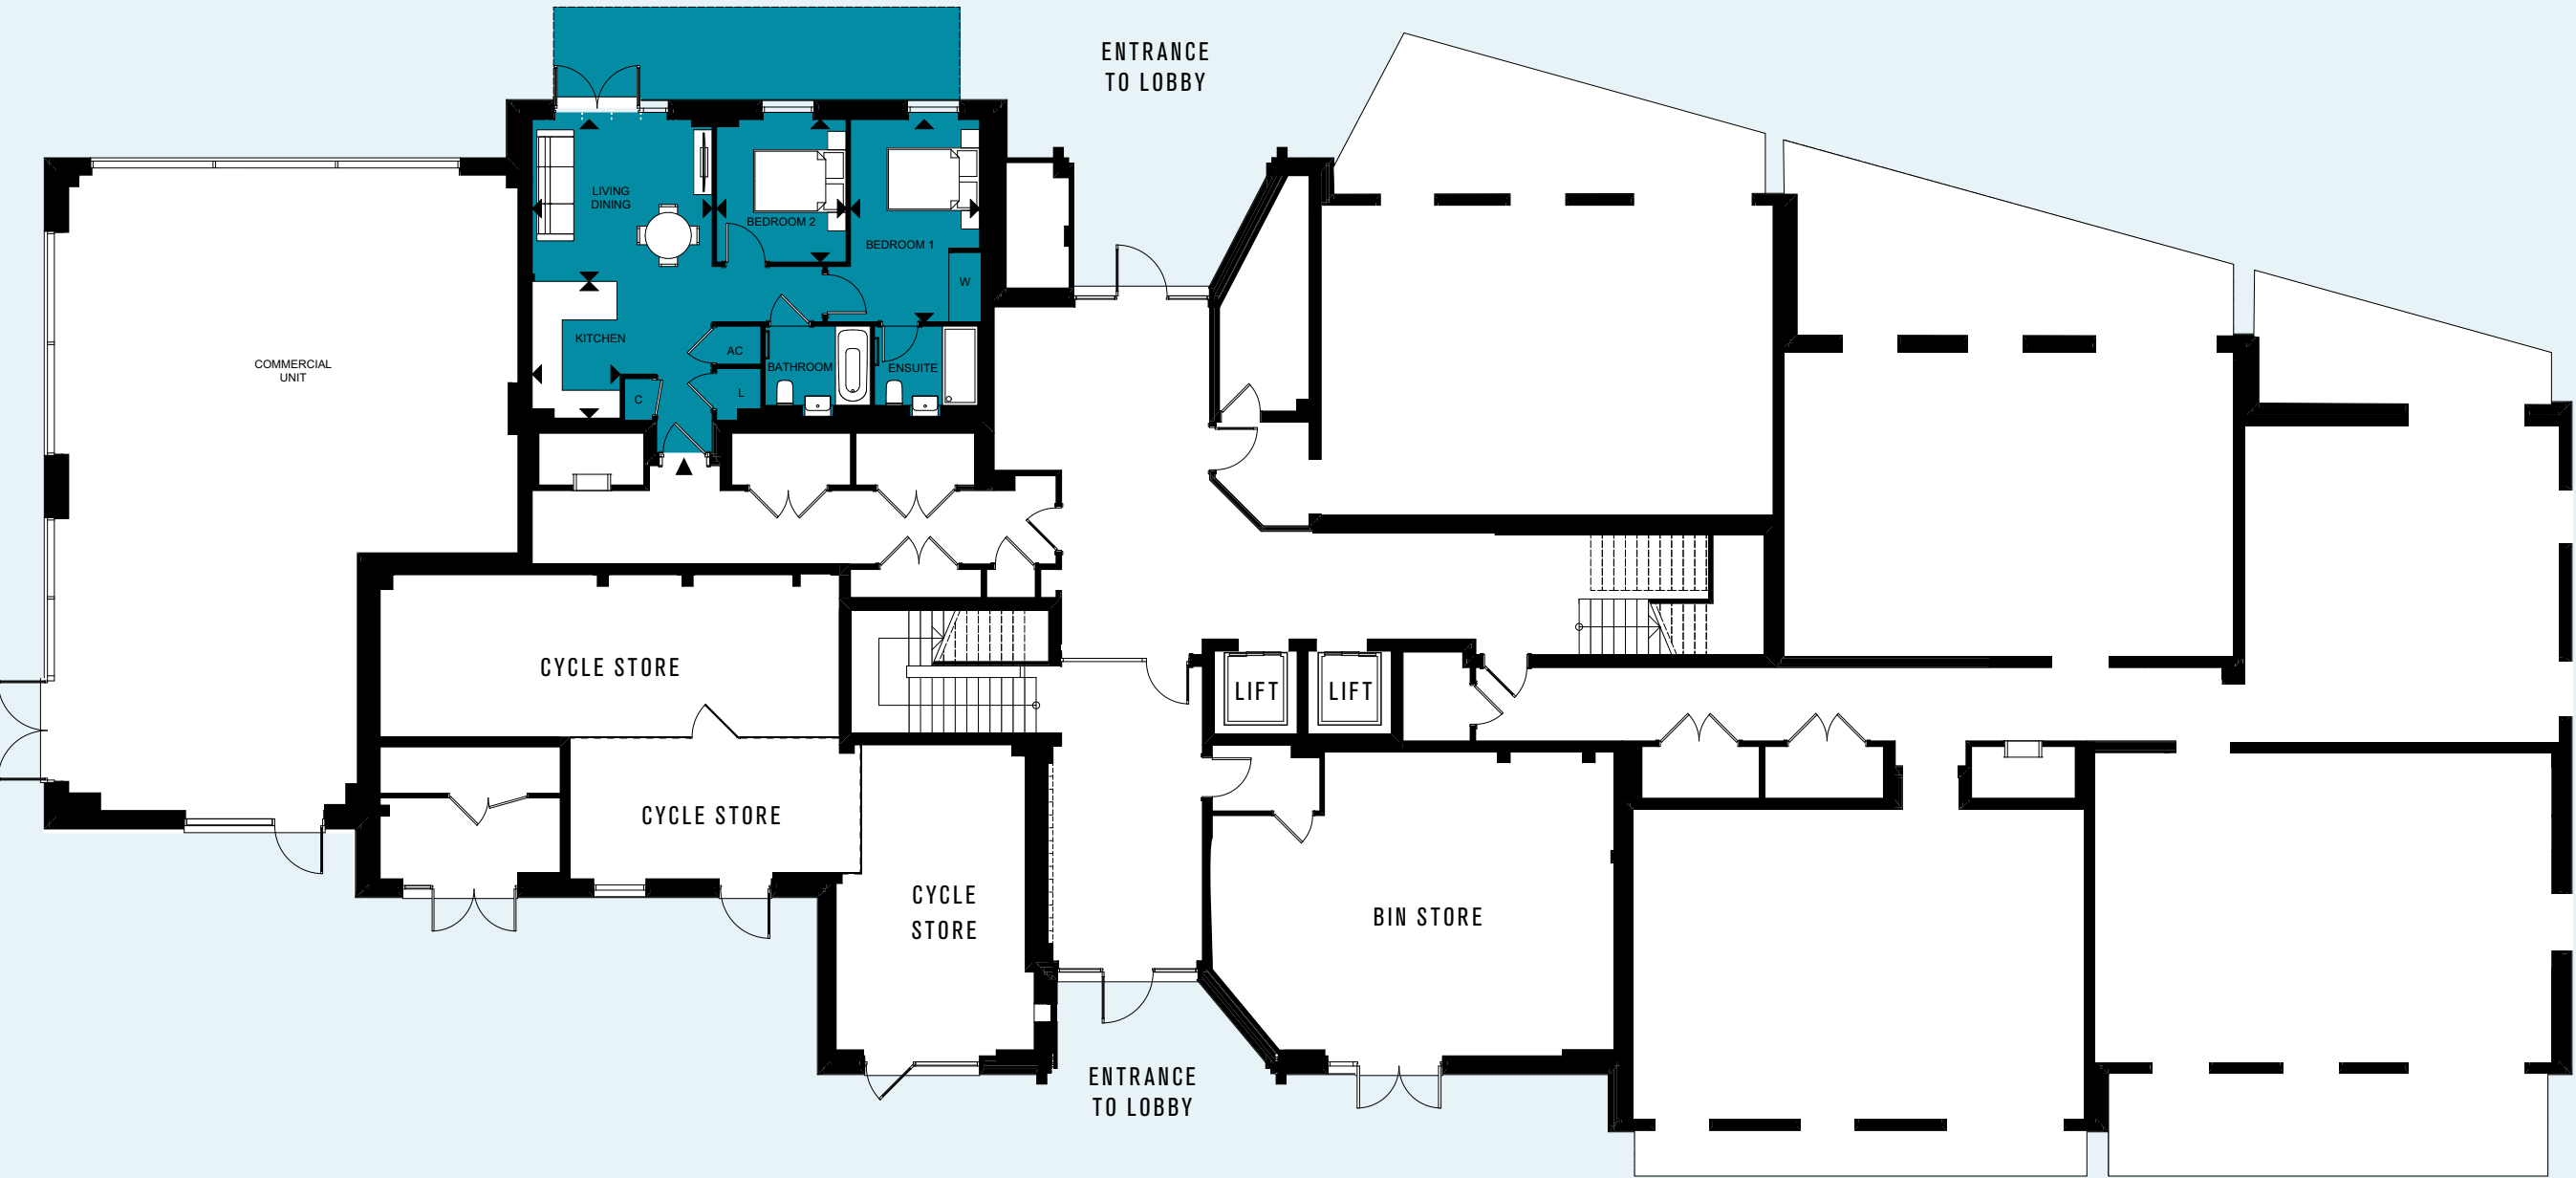 ENTRANCE
TO LOBBY
LIVING
DINING
BEDROOM 2
BEDROOM 1
W
KITCHEN
AC
BATHROOM
ENSUITE
C
L
COMMERCIAL
UNIT
CYCLE STORE
LIFT
LIFT
CYCLE STORE
CYCLE
STORE
BIN STORE
ENTRANCE
TO LOBBY